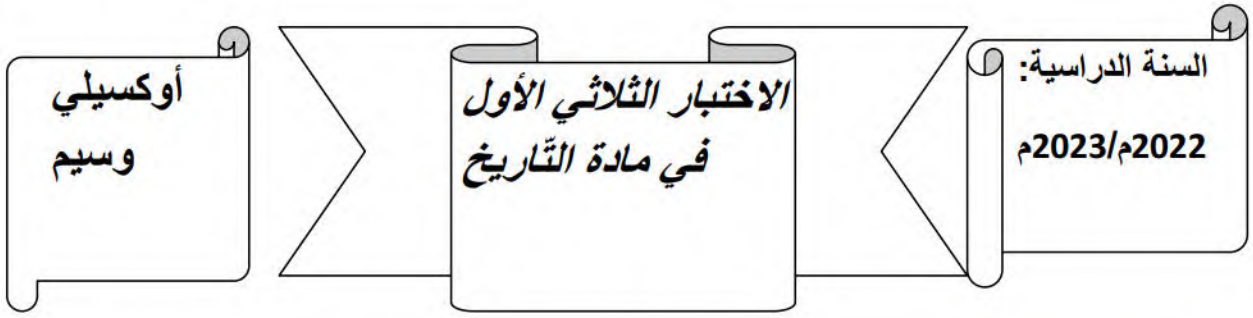 السنة الدراسية:
2022م/2023م
الاختبار الثلاثي الأول
في مادة التّاريخ
أوكسيلي
وسيم